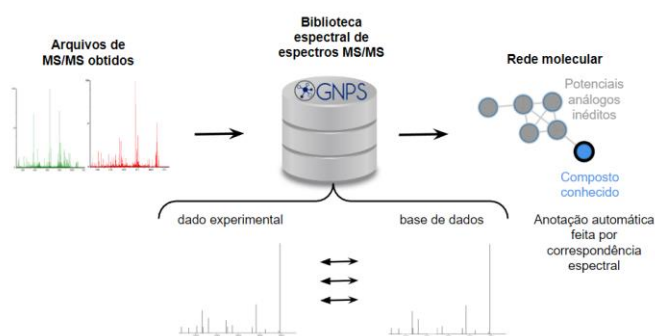 Arquivos de
MS/MS obtidos
Biblioteca
espectral de
espectros MS/MS
GNPS
Rede molecular
Potenciais
análogos
inéditos
Composto
conhecido
dado experimental
base de dados
Anotação automática
feita por
correspondência
espectral